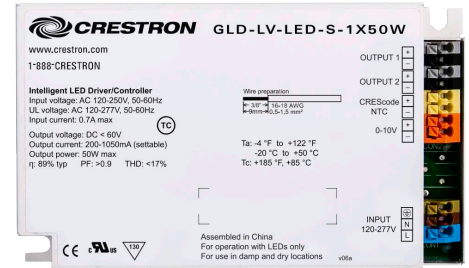 CRESTRON GLD-LV-LED-S-1X50W
www.crestron.com
1-888-CRESTRON
Intelligent LED Driver/Controller
Input voltage: AC 120-250V, 50-60Hz
UL voltage: AC 120-277V, 50-60Hz
Input current: 0.7A max
TC
Output voltage: DC < 60V
Output current: 200-1050mA (settable)
Output power: 50W max
η: 89% typ PF: >0.9 THD: <17%
Wire preparation
3/8" 16-18 AWG
9mm 0.5-1.5 mm²
Ta: -4 °F to +122 °F
-20 °C to +50 °C
Tc: +185 °F, +85 °C
OUTPUT 1 + -
OUTPUT 2 + -
CREScode
NTC
0-10V + -
INPUT
120-277V
N
L
CE c RU us 130
Assembled in China
For operation with LEDs only
For use in damp and dry locations v06a